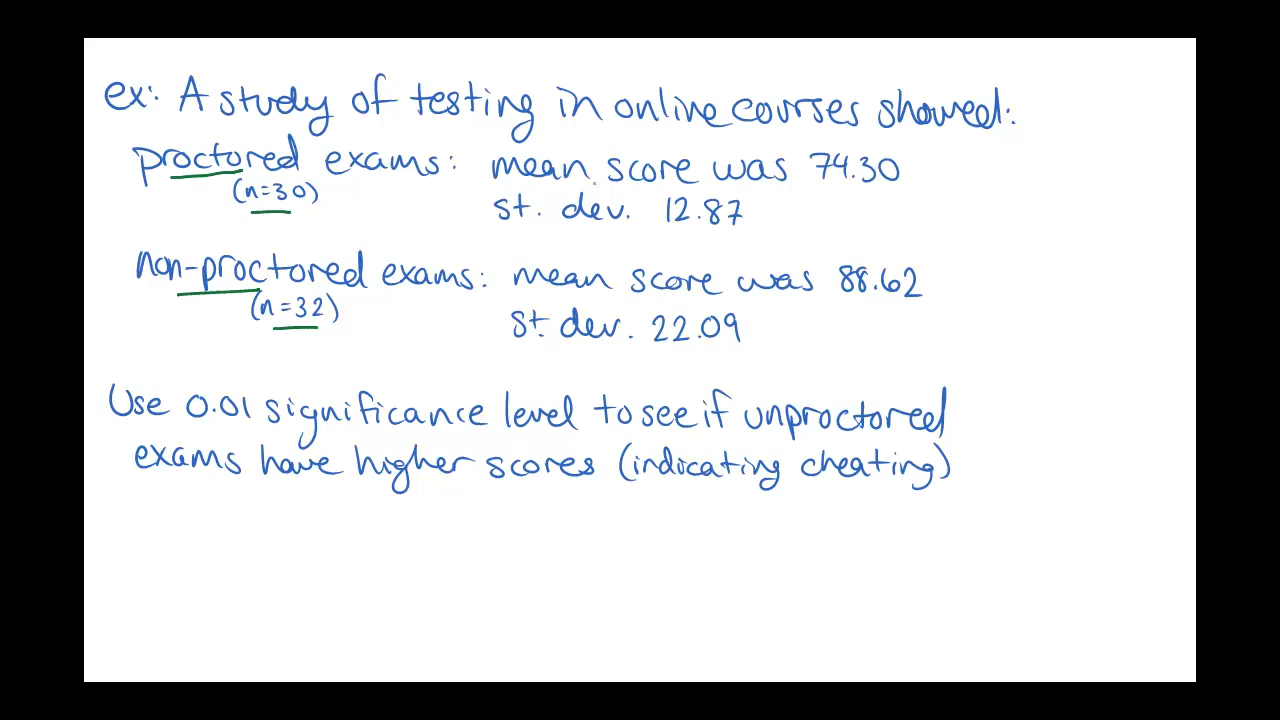 ex: A study of testing in online courses showed:
proctored exams: mean score was 74.30
(n=30)
st. dev. 12.87
non-proctored exams: mean score was 88.62
(n=32)
st. dev. 22.09
Use 0.01 significance level to see if unproctored
exams have higher scores (indicating cheating)